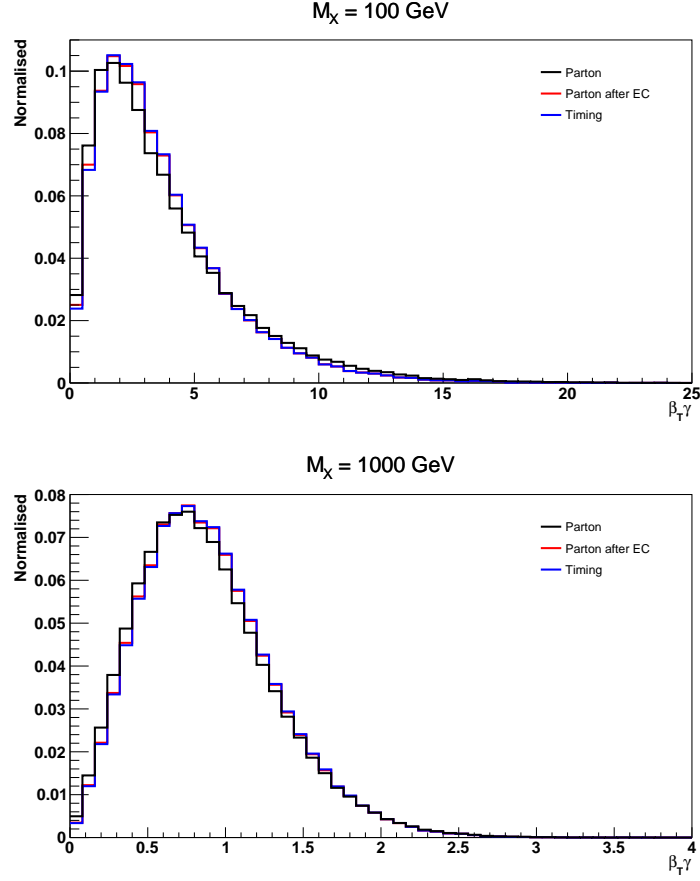 M_X = 100 GeV
Normalised
0.1
0.08
0.06
0.04
0.02
0
Parton
Parton after EC
Timing
0 5 10 15 20 25
β_Tγ
M_X = 1000 GeV
Normalised
0.08
0.07
0.06
0.05
0.04
0.03
0.02
0.01
0
Parton
Parton after EC
Timing
0 0.5 1 1.5 2 2.5 3 3.5 4
β_Tγ